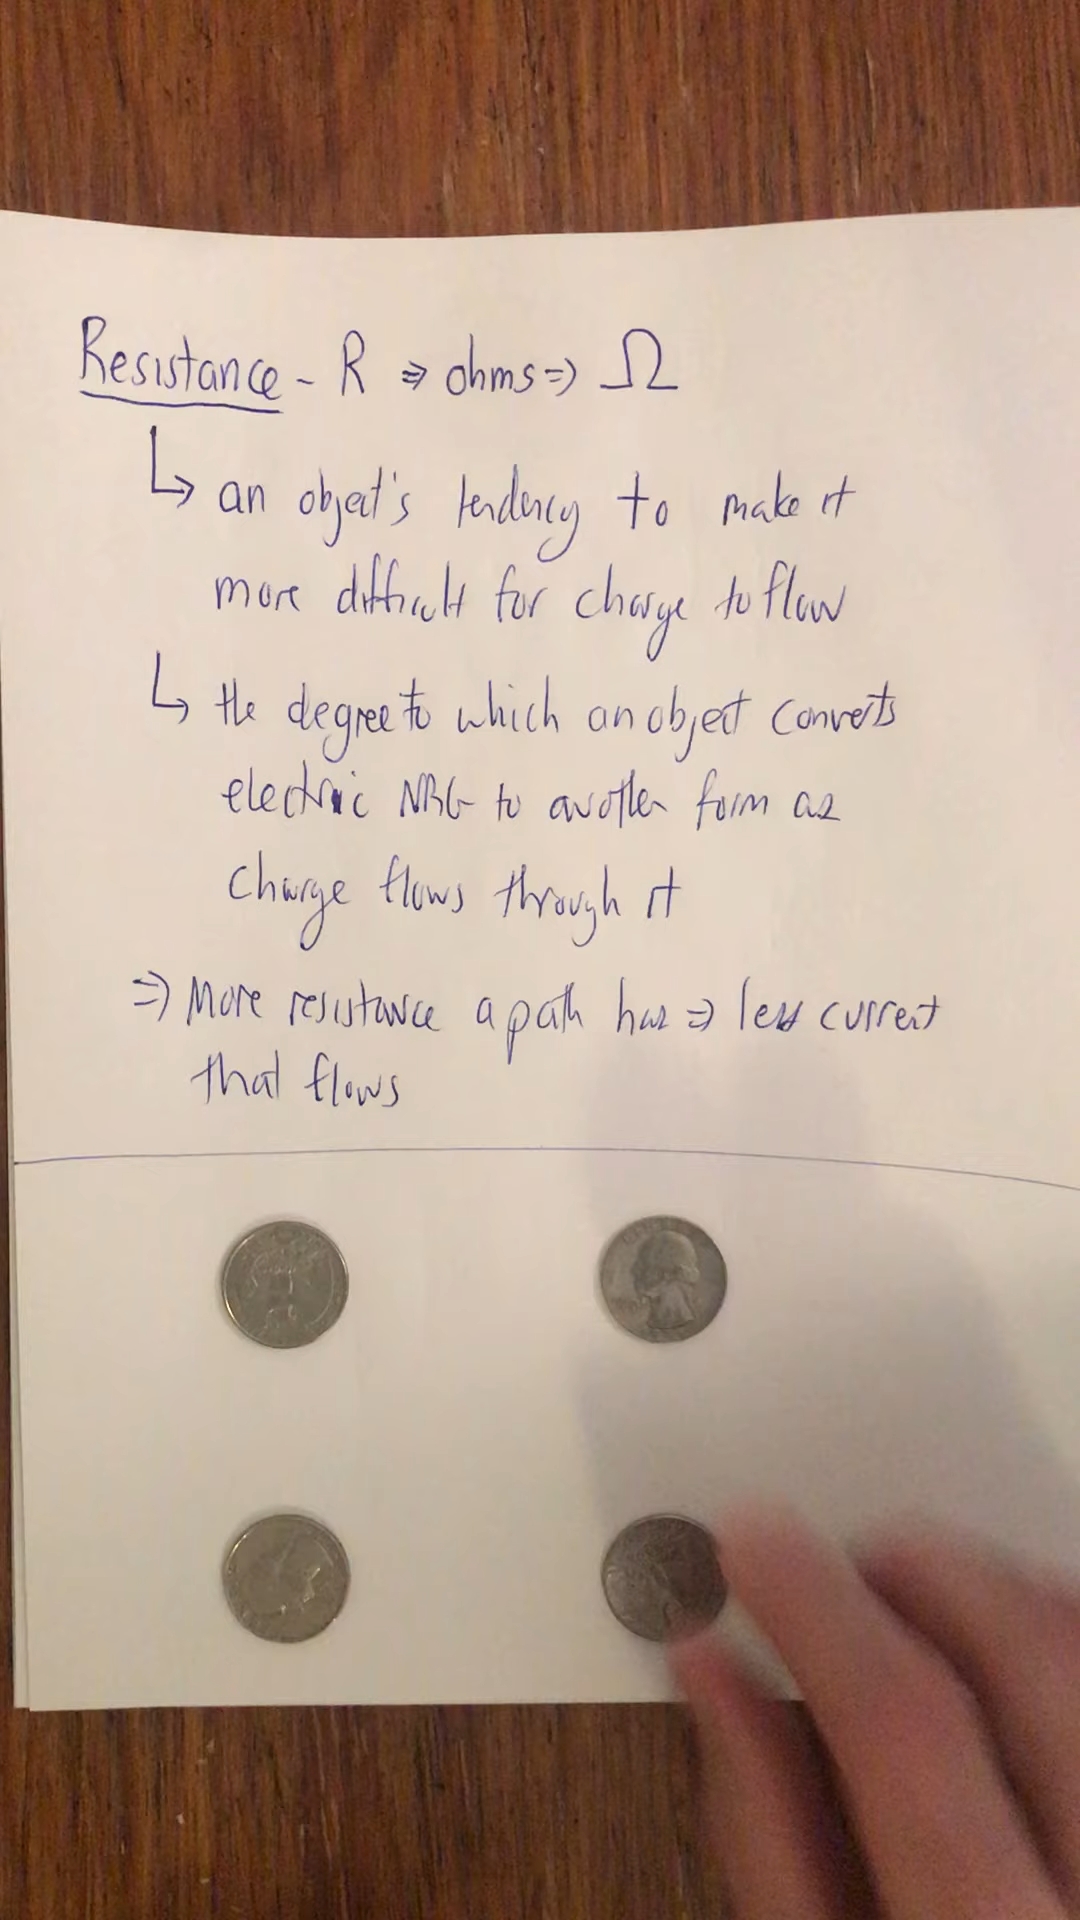 Resistance - R ⇒ ohms ⇒ Ω
↳ an object's tendency to make it
more difficult for charge to flow
↳ the degree to which an object converts
electric NRG to another form as
charge flows through it
⇒ More resistance a path has ⇒ less current
that flows